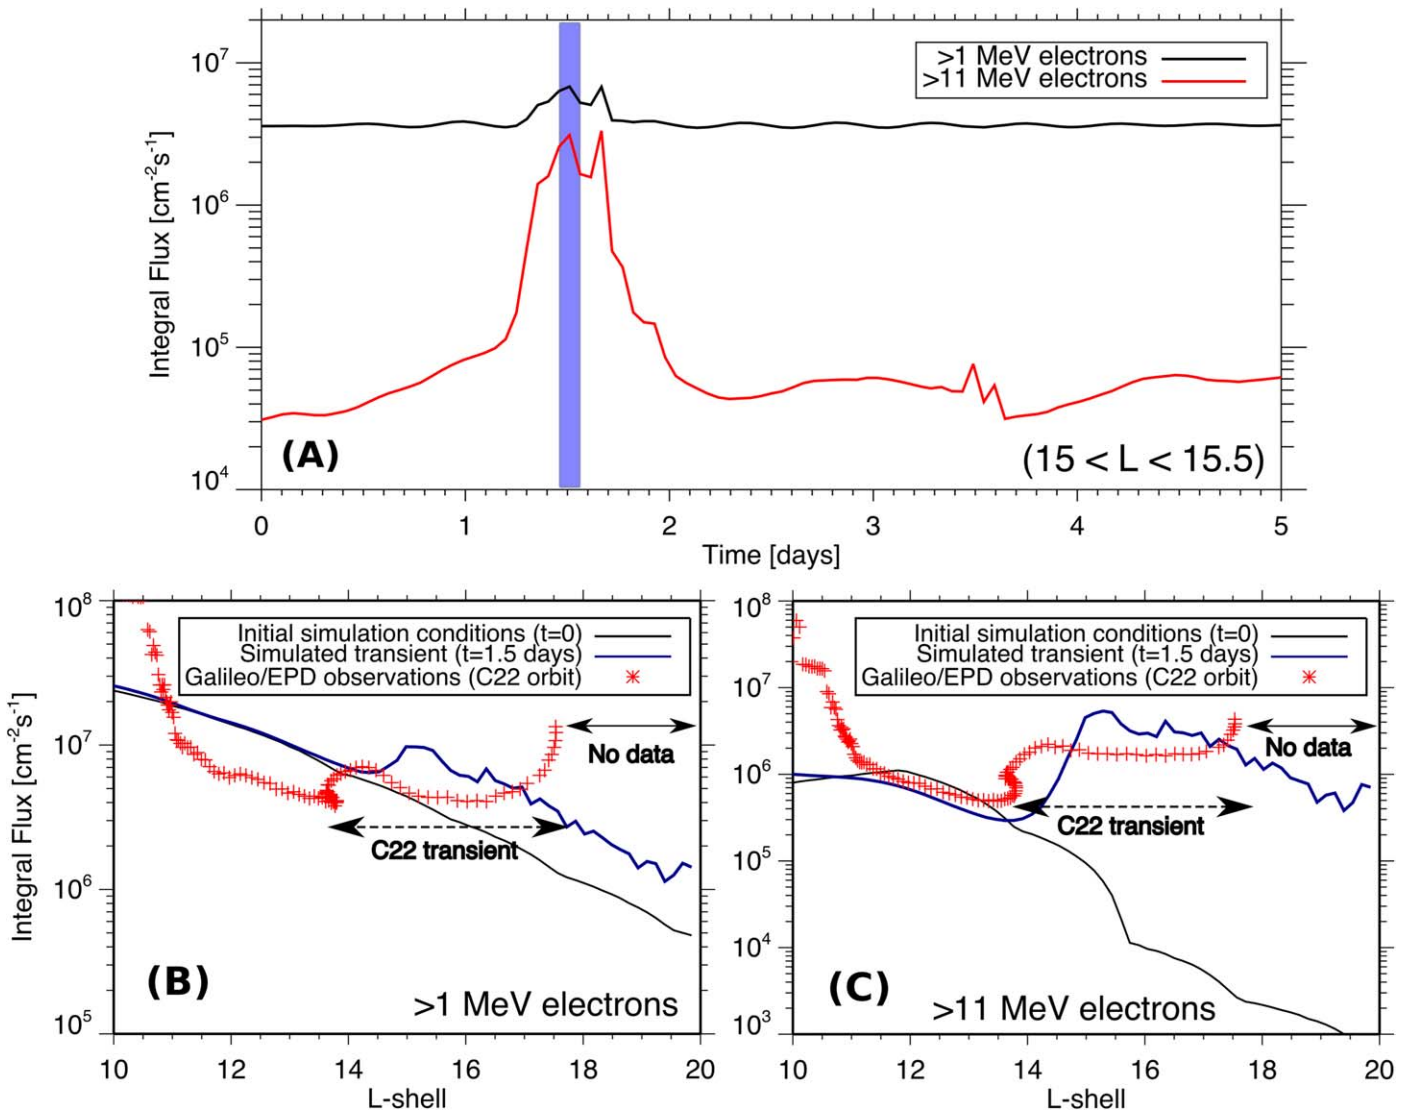 >1 MeV electrons
>11 MeV electrons
Integral Flux [cm⁻²s⁻¹]
10⁷
10⁶
10⁵
10⁴
(A)
(15 < L < 15.5)
0 1 2 3 4 5
Time [days]
Initial simulation conditions (t=0)
Simulated transient (t=1.5 days)
Galileo/EPD observations (C22 orbit)
Integral Flux [cm⁻²s⁻¹]
10⁸
10⁷
10⁶
10⁵
No data
C22 transient
(B)
>1 MeV electrons
10 12 14 16 18 20
L-shell
Initial simulation conditions (t=0)
Simulated transient (t=1.5 days)
Galileo/EPD observations (C22 orbit)
10⁸
10⁷
10⁶
10⁵
10⁴
10³
No data
C22 transient
(C)
>11 MeV electrons
10 12 14 16 18 20
L-shell